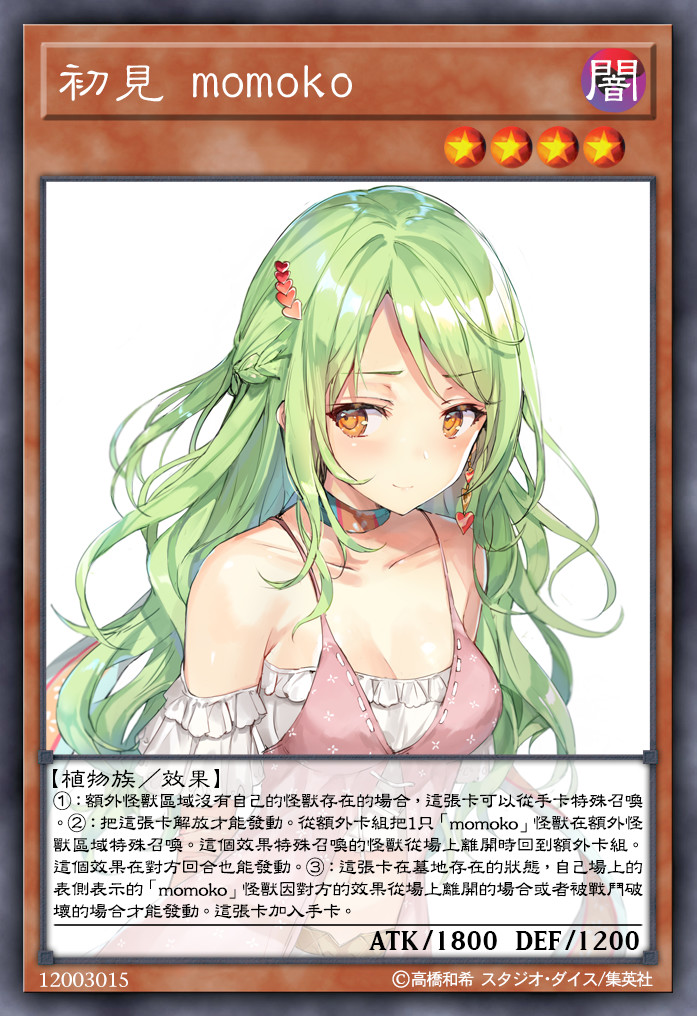 初見 momoko
闇
【植物族／效果】
①：額外怪獸區域沒有自己的怪獸存在的場合，這張卡可以從手卡特殊召喚
。②：把這張卡解放才能發動。從額外卡組把1只「momoko」怪獸在額外怪
獸區域特殊召喚。這個效果特殊召喚的怪獸從場上離開時回到額外卡組。
這個效果在對方回合也能發動。③：這張卡在墓地存在的狀態，自己場上的
表側表示的「momoko」怪獸因對方的效果從場上離開的場合或者被戰鬥破
壞的場合才能發動。這張卡加入手卡。
ATK/1800 DEF/1200
12003015 ©高橋和希 スタジオ・ダイス/集英社